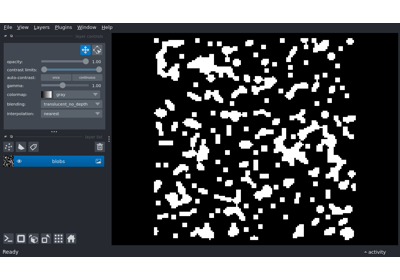 File View Layers Plugins Window Help
opacity: 1.00
contrast limits:
auto-contrast: once continuous
gamma: 1.00
colormap: gray
blending: translucent_no_depth
interpolation: nearest
blobs
Ready
activity